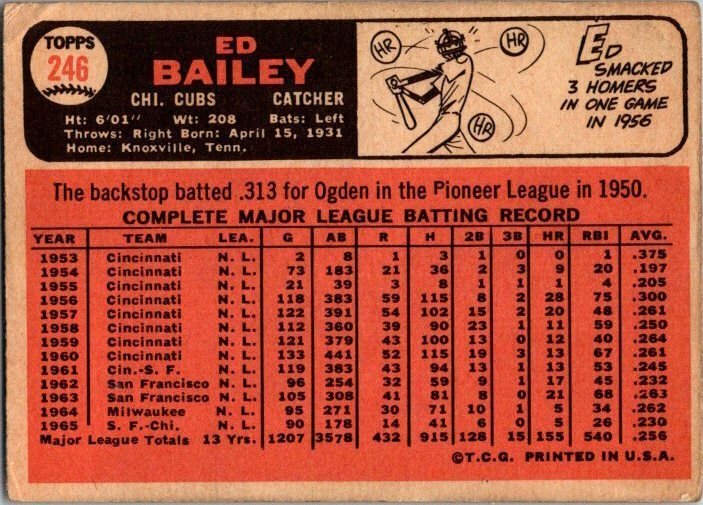 TOPPS
246
ED
BAILEY
CHI. CUBS CATCHER
Ht: 6'01" Wt: 208 Bats: Left
Throws: Right Born: April 15, 1931
Home: Knoxville, Tenn.
HR
HR
HR
ED
SMACKED
3 HOMERS
IN ONE GAME
IN 1956
The backstop batted .313 for Ogden in the Pioneer League in 1950.
COMPLETE MAJOR LEAGUE BATTING RECORD
YEAR TEAM LEA. G AB R H 2B 3B HR RBI AVG.
1953 Cincinnati N. L. 2 8 1 3 1 0 0 1 .375
1954 Cincinnati N. L. 73 183 21 36 2 3 9 20 .197
1955 Cincinnati N. L. 21 39 3 8 1 1 1 4 .205
1956 Cincinnati N. L. 118 383 59 115 8 2 28 75 .300
1957 Cincinnati N. L. 122 391 54 102 15 2 20 48 .261
1958 Cincinnati N. L. 112 360 39 90 23 1 11 59 .250
1959 Cincinnati N. L. 121 379 43 100 13 0 12 40 .264
1960 Cincinnati N. L. 133 441 52 115 19 3 13 67 .261
1961 Cin.-S. F. N. L. 119 383 43 94 13 1 13 53 .245
1962 San Francisco N. L. 96 254 32 59 9 1 17 45 .232
1963 San Francisco N. L. 105 308 41 81 8 0 21 68 .263
1964 Milwaukee N. L. 95 271 30 71 10 1 5 34 .262
1965 S. F.-Chi. N. L. 90 178 14 41 6 1 5 26 .230
Major League Totals 13 Yrs. 1207 3578 432 915 128 15 155 540 .256
©T.C.G. PRINTED IN U.S.A.